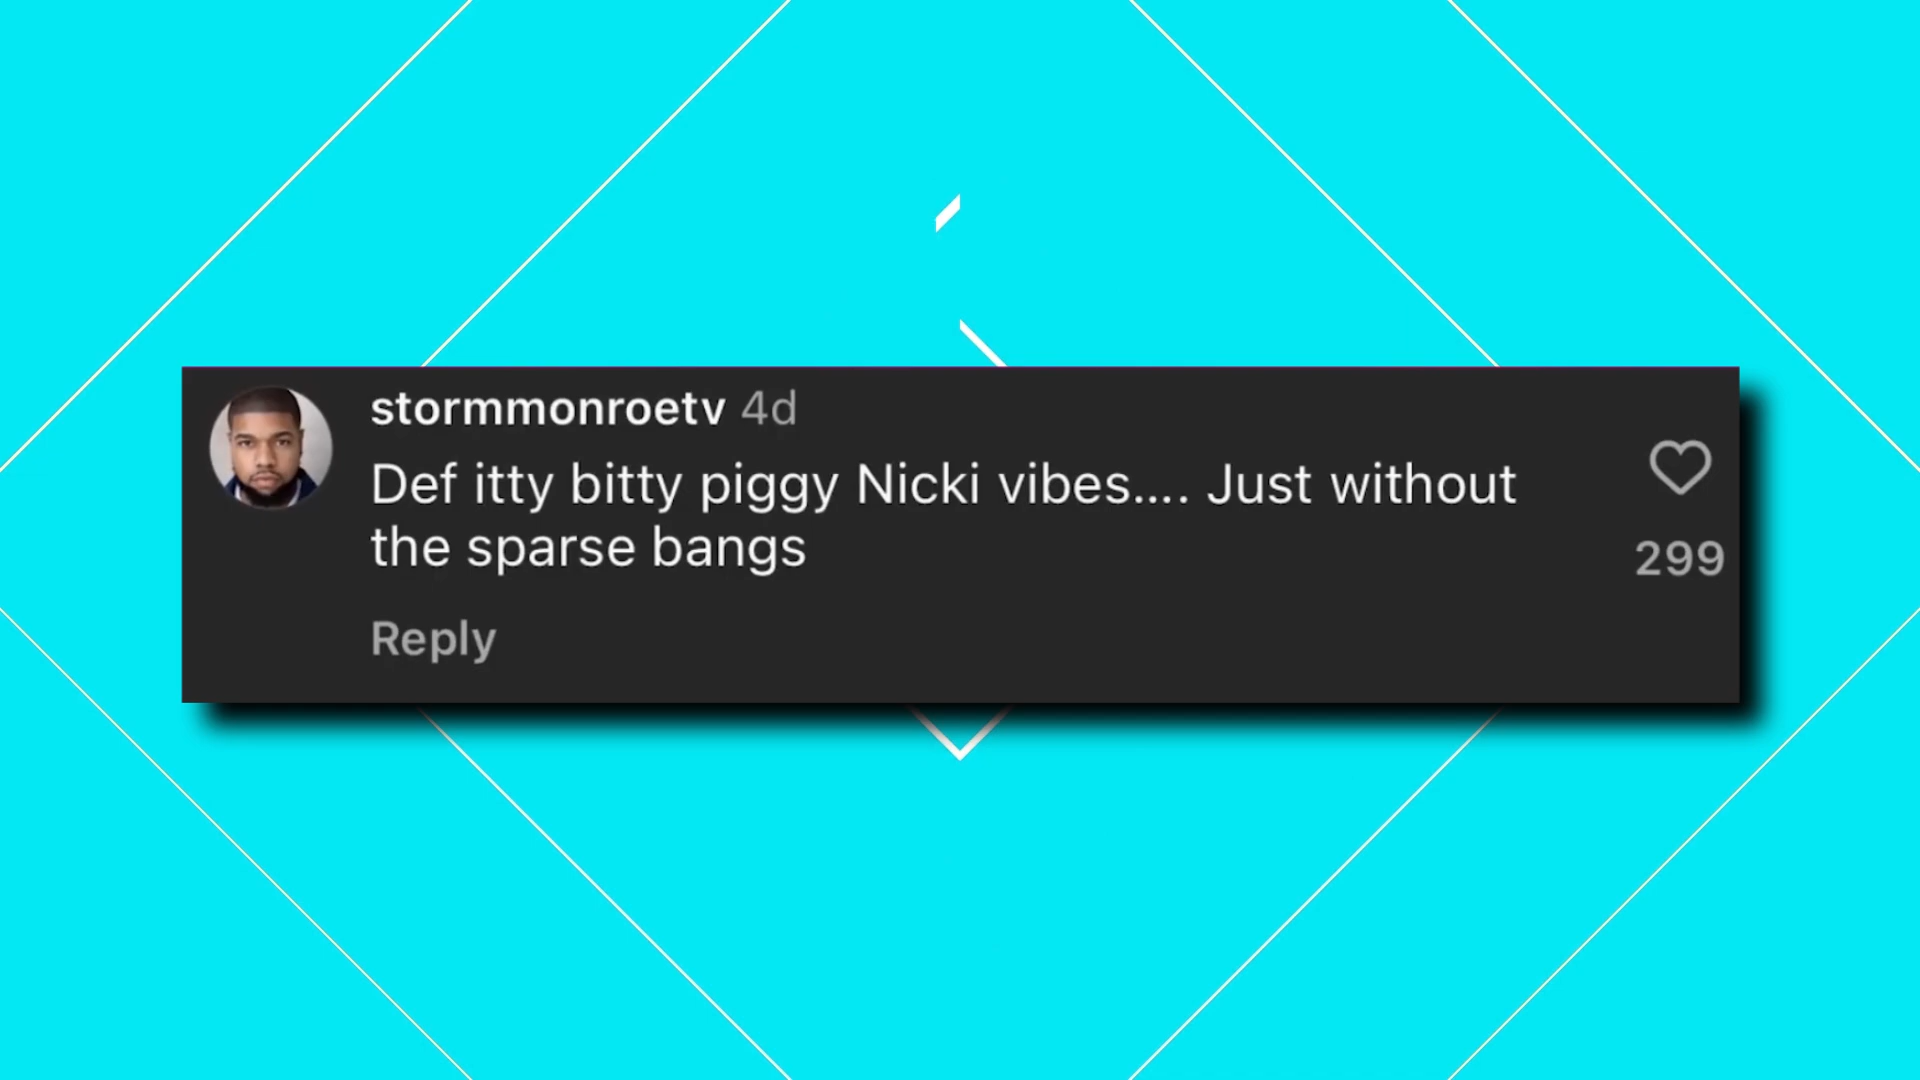 stormmonroetv 4d
Def itty bitty piggy Nicki vibes.... Just without
the sparse bangs
299
Reply